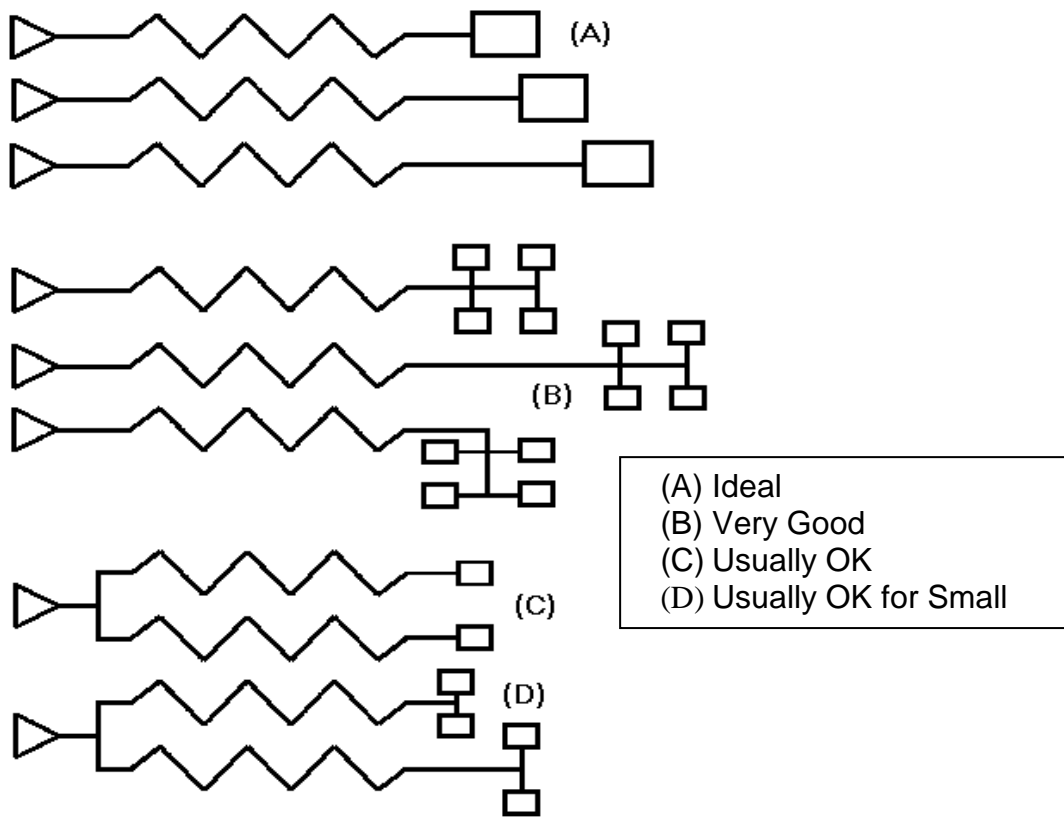 (A)
(B)
(A) Ideal
(B) Very Good
(C) Usually OK
(D) Usually OK for Small
(C)
(D)